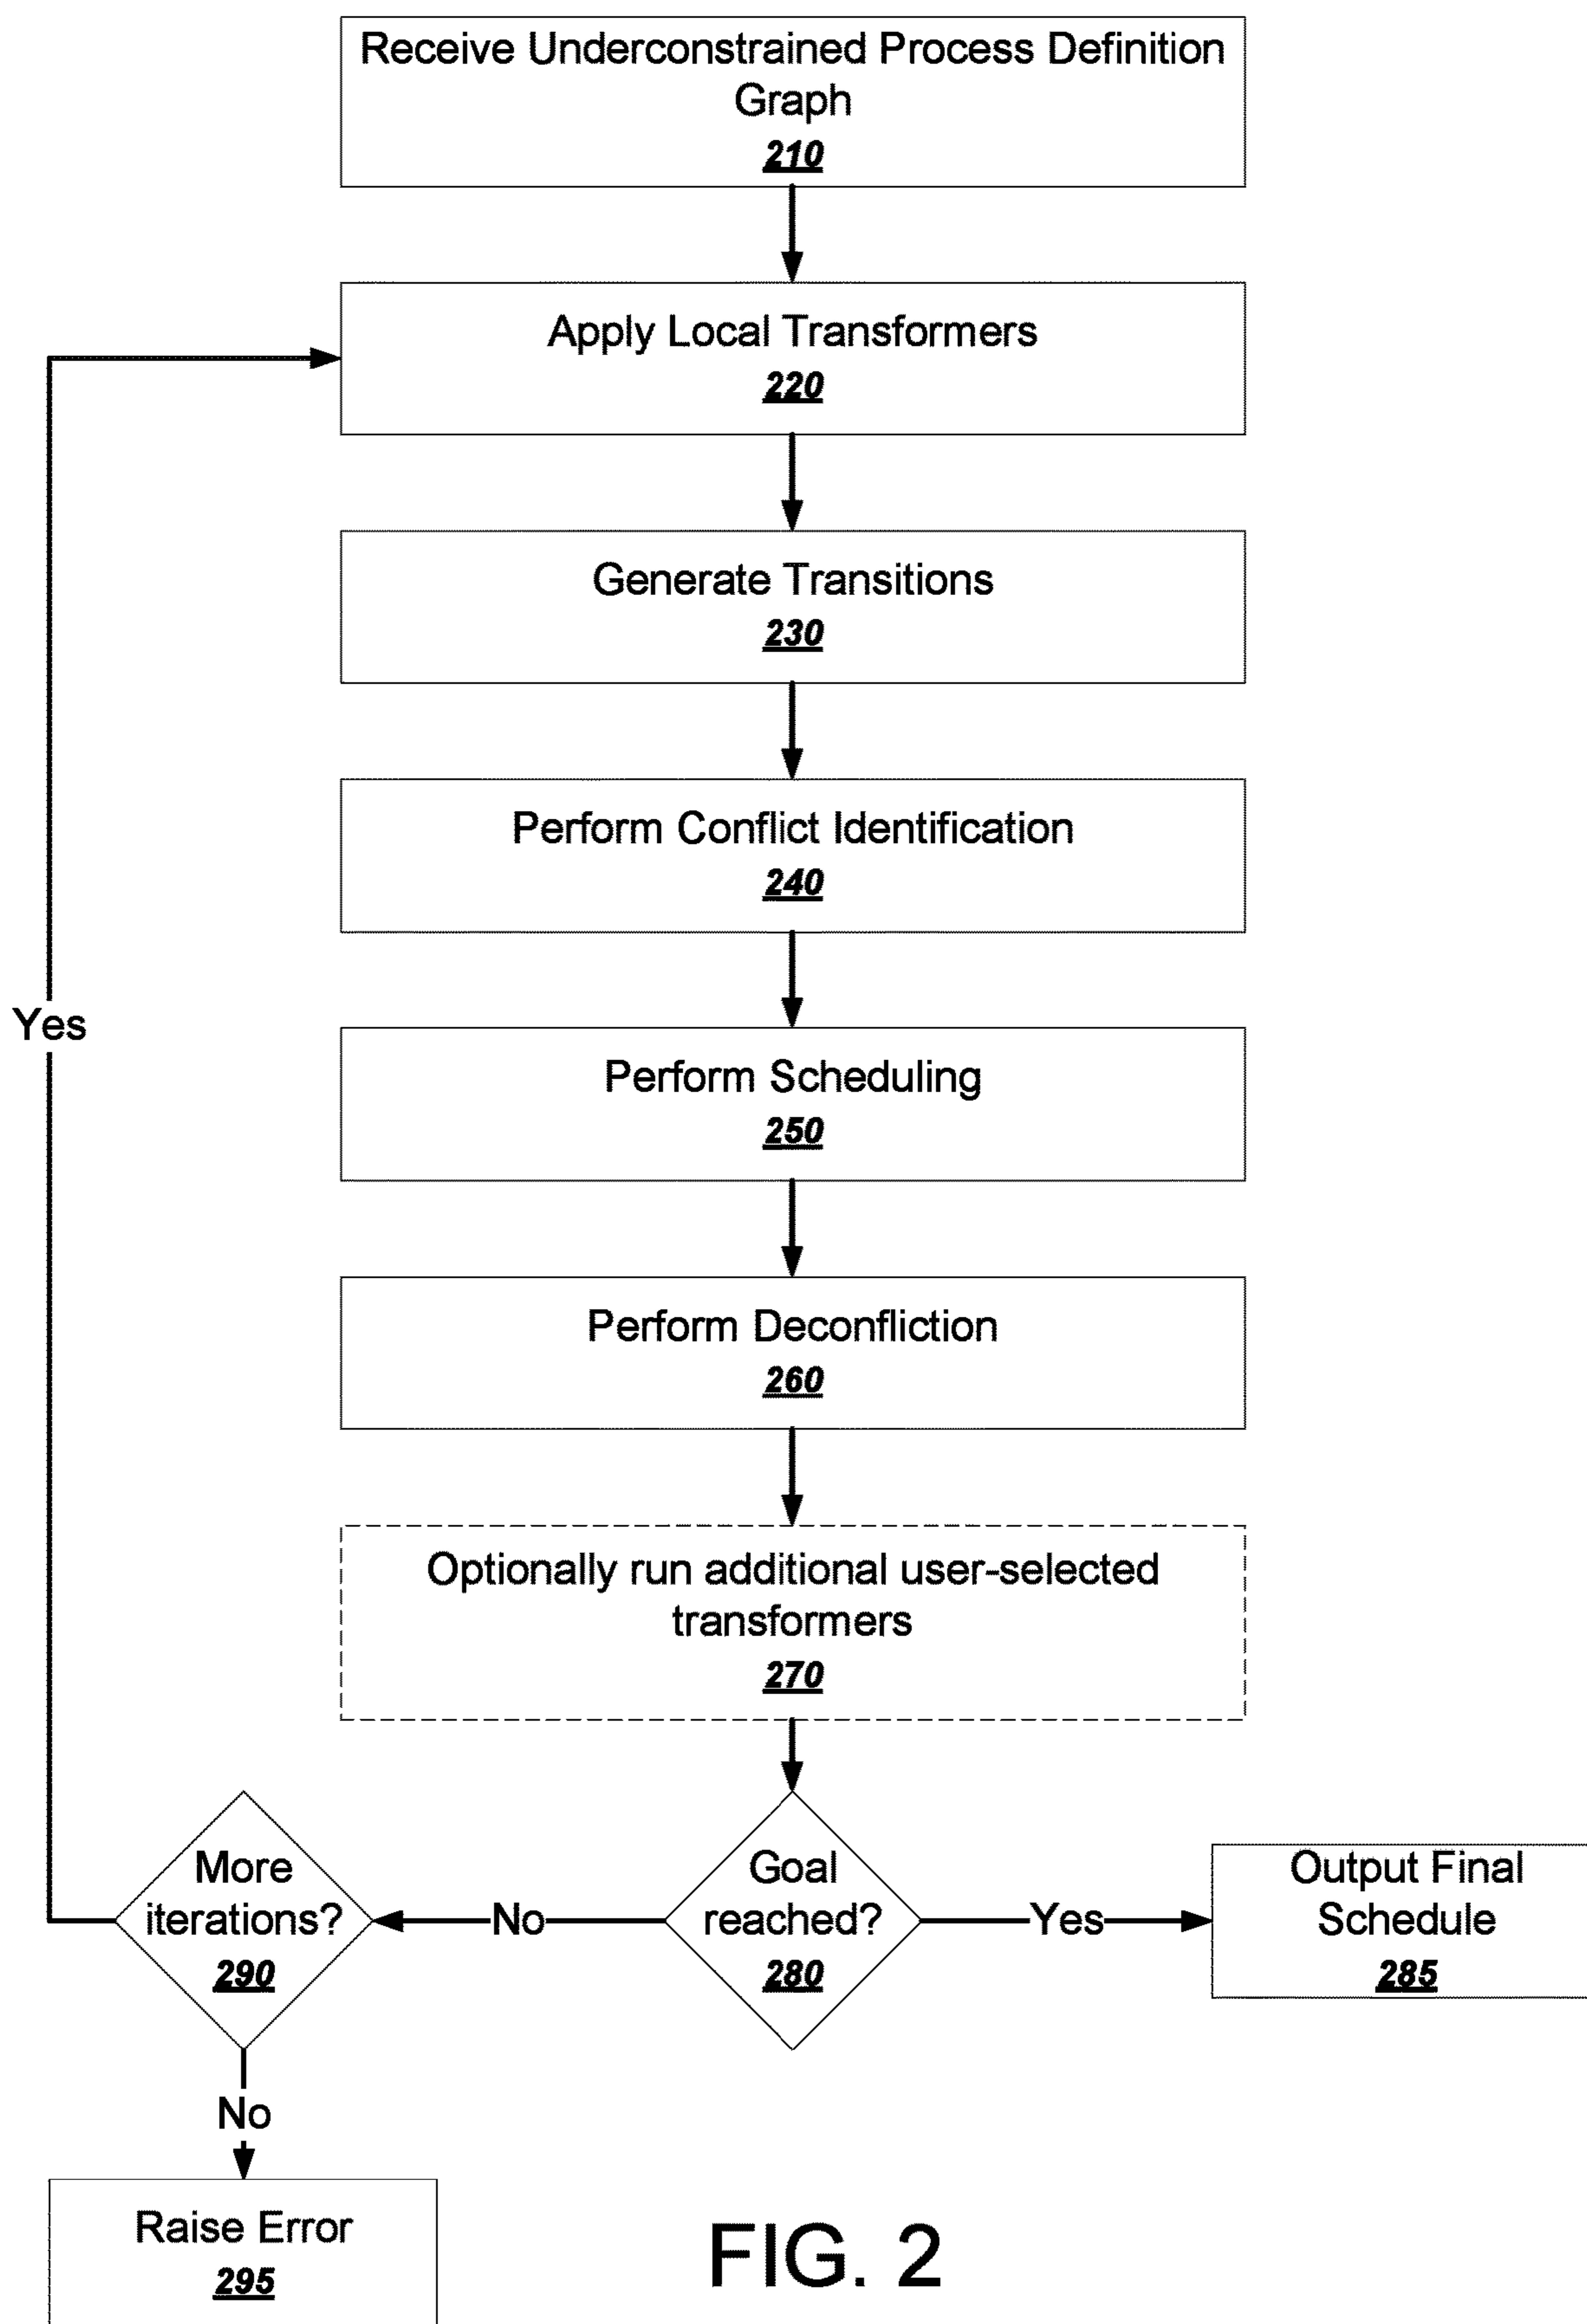 Receive Underconstrained Process Definition
Graph
210
Apply Local Transformers
220
Generate Transitions
230
Perform Conflict Identification
240
Yes
Perform Scheduling
250
Perform Deconfliction
260
Optionally run additional user-selected
transformers
270
More
iterations?
290
No
Goal
reached?
280
Yes
Output Final
Schedule
285
No
Raise Error
295
FIG. 2